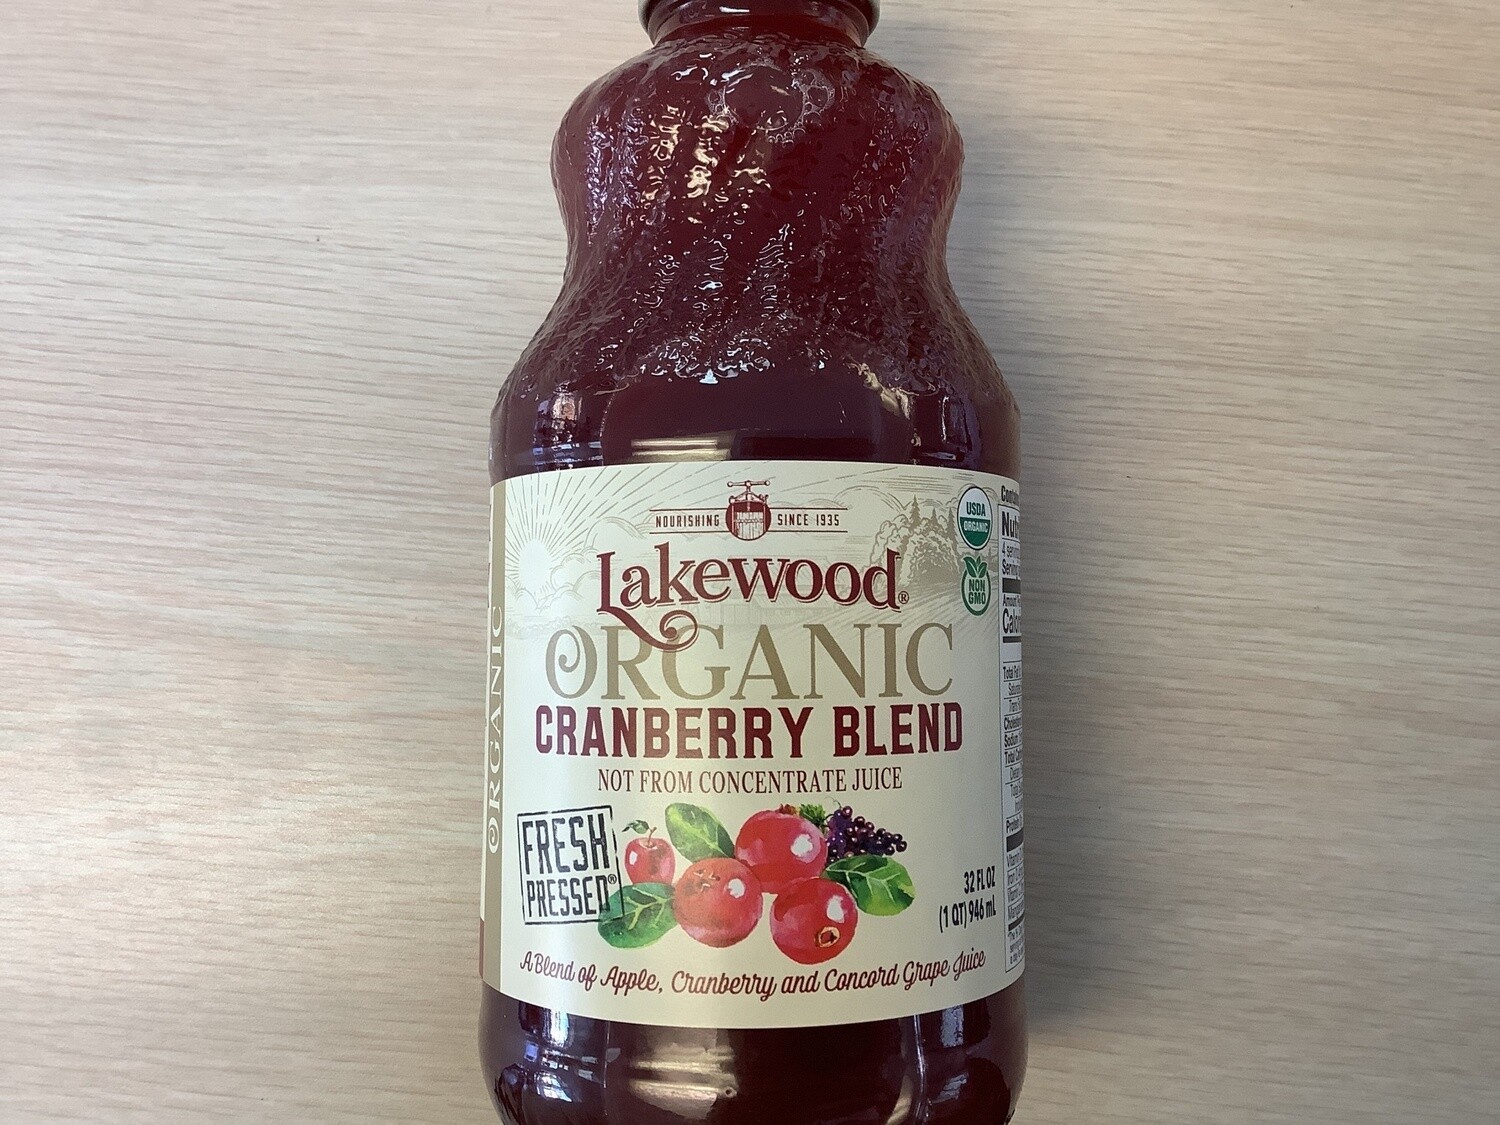 NOURISHING SINCE 1935
USDA
ORGANIC
NON
GMO
Lakewood®
ORGANIC
CRANBERRY BLEND
NOT FROM CONCENTRATE JUICE
FRESH
PRESSED®
32 FL OZ
(1 QT) 946 mL
A Blend of Apple, Cranberry and Concord Grape Juice
ORGANIC